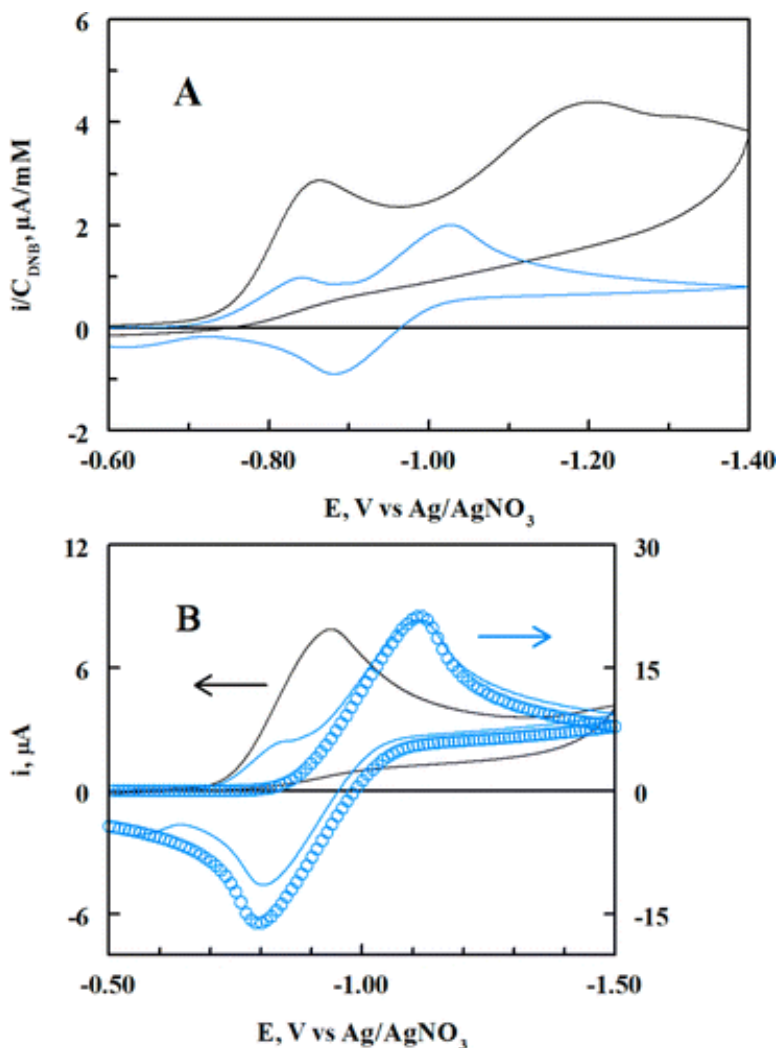 A
6
4
2
0
-2
i/C_DNB, µA/mM
-0.60 -0.80 -1.00 -1.20 -1.40
E, V vs Ag/AgNO₃
B
12
6
0
-6
i, µA
30
15
0
-15
-0.50 -1.00 -1.50
E, V vs Ag/AgNO₃